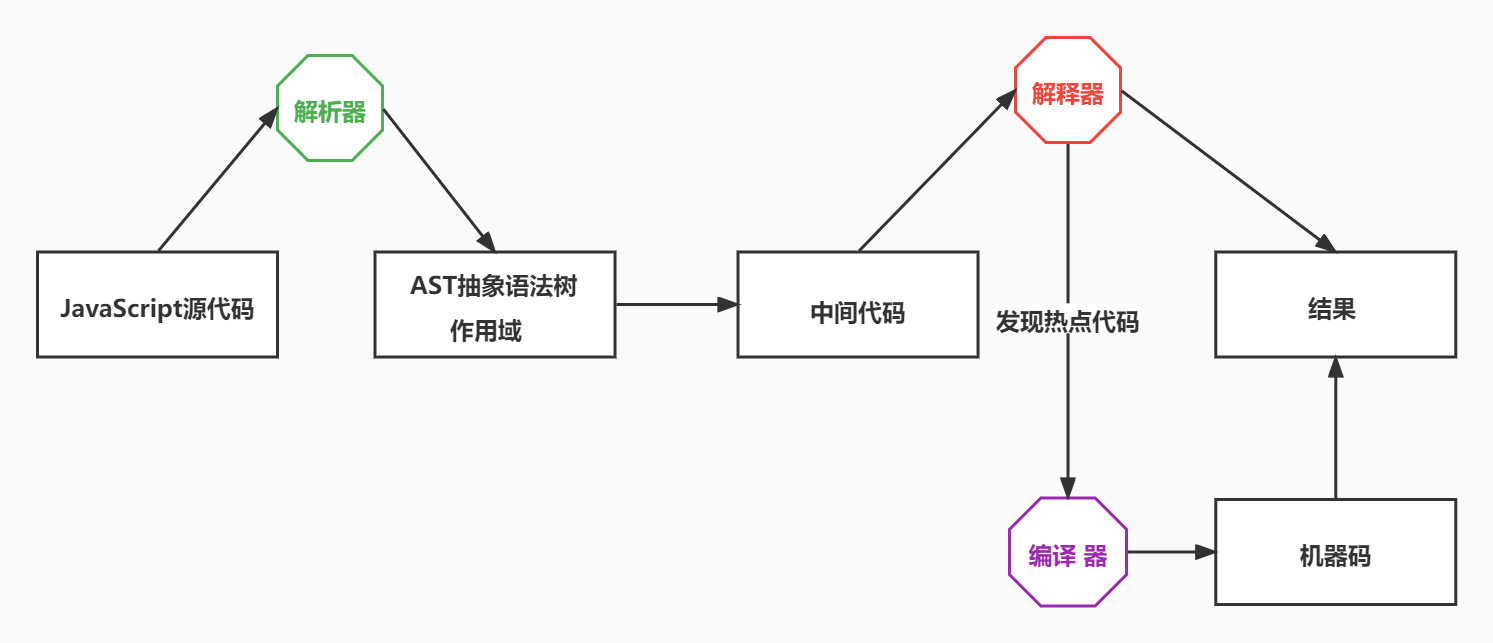 解析器
解释器
JavaScript源代码
AST抽象语法树
作用域
中间代码
发现热点代码
结果
编译 器
机器码